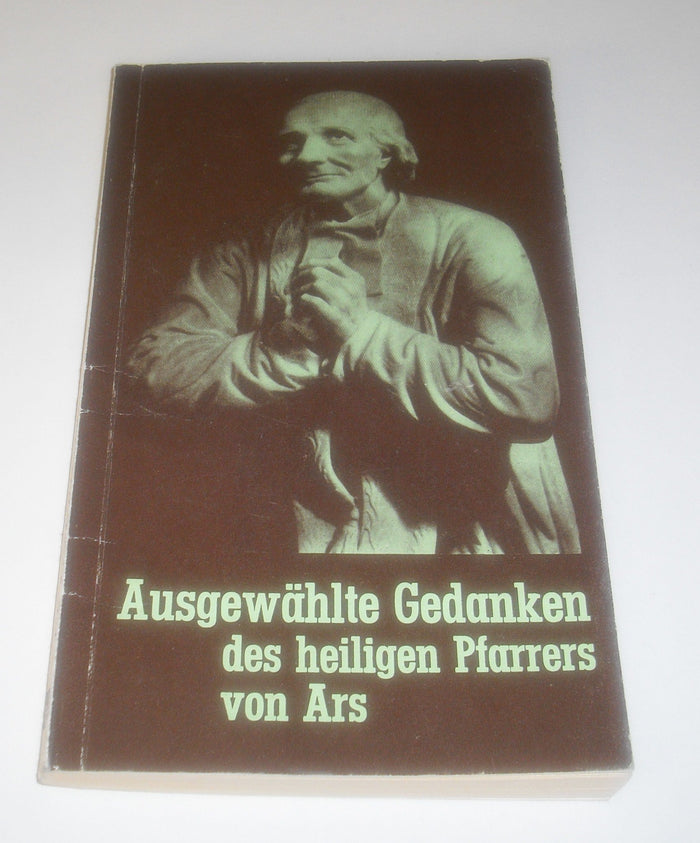 Ausgewählte Gedanken
des heiligen Pfarrers
von Ars